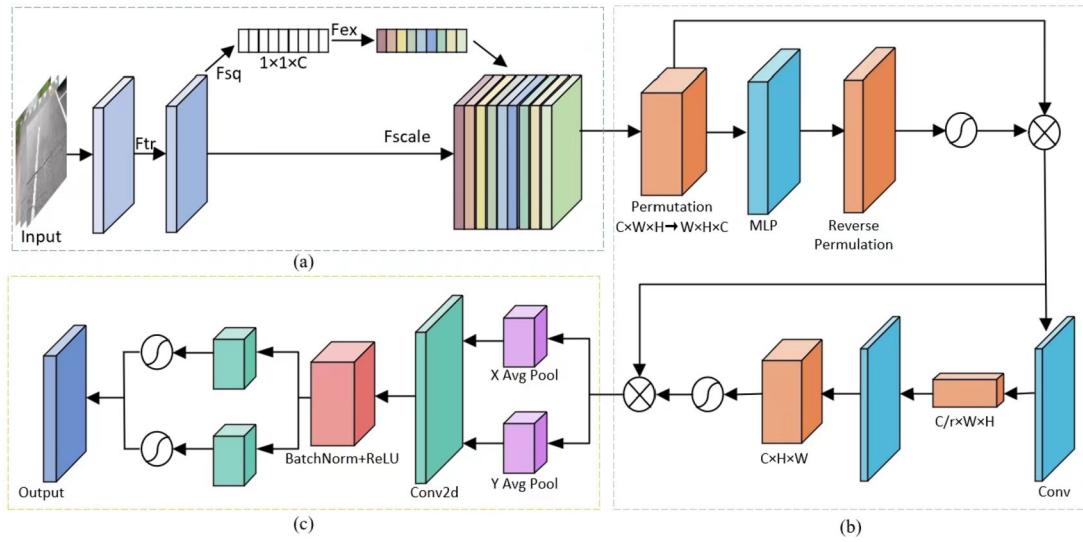 Fsq
1×1×C
Fex
Ftr
Fscale
Input
(a)
Permutation
C×W×H→W×H×C
MLP
Reverse
Permulation
C/r×W×H
C×H×W
Conv
(b)
X Avg Pool
Y Avg Pool
Conv2d
BatchNorm+ReLU
Output
(c)